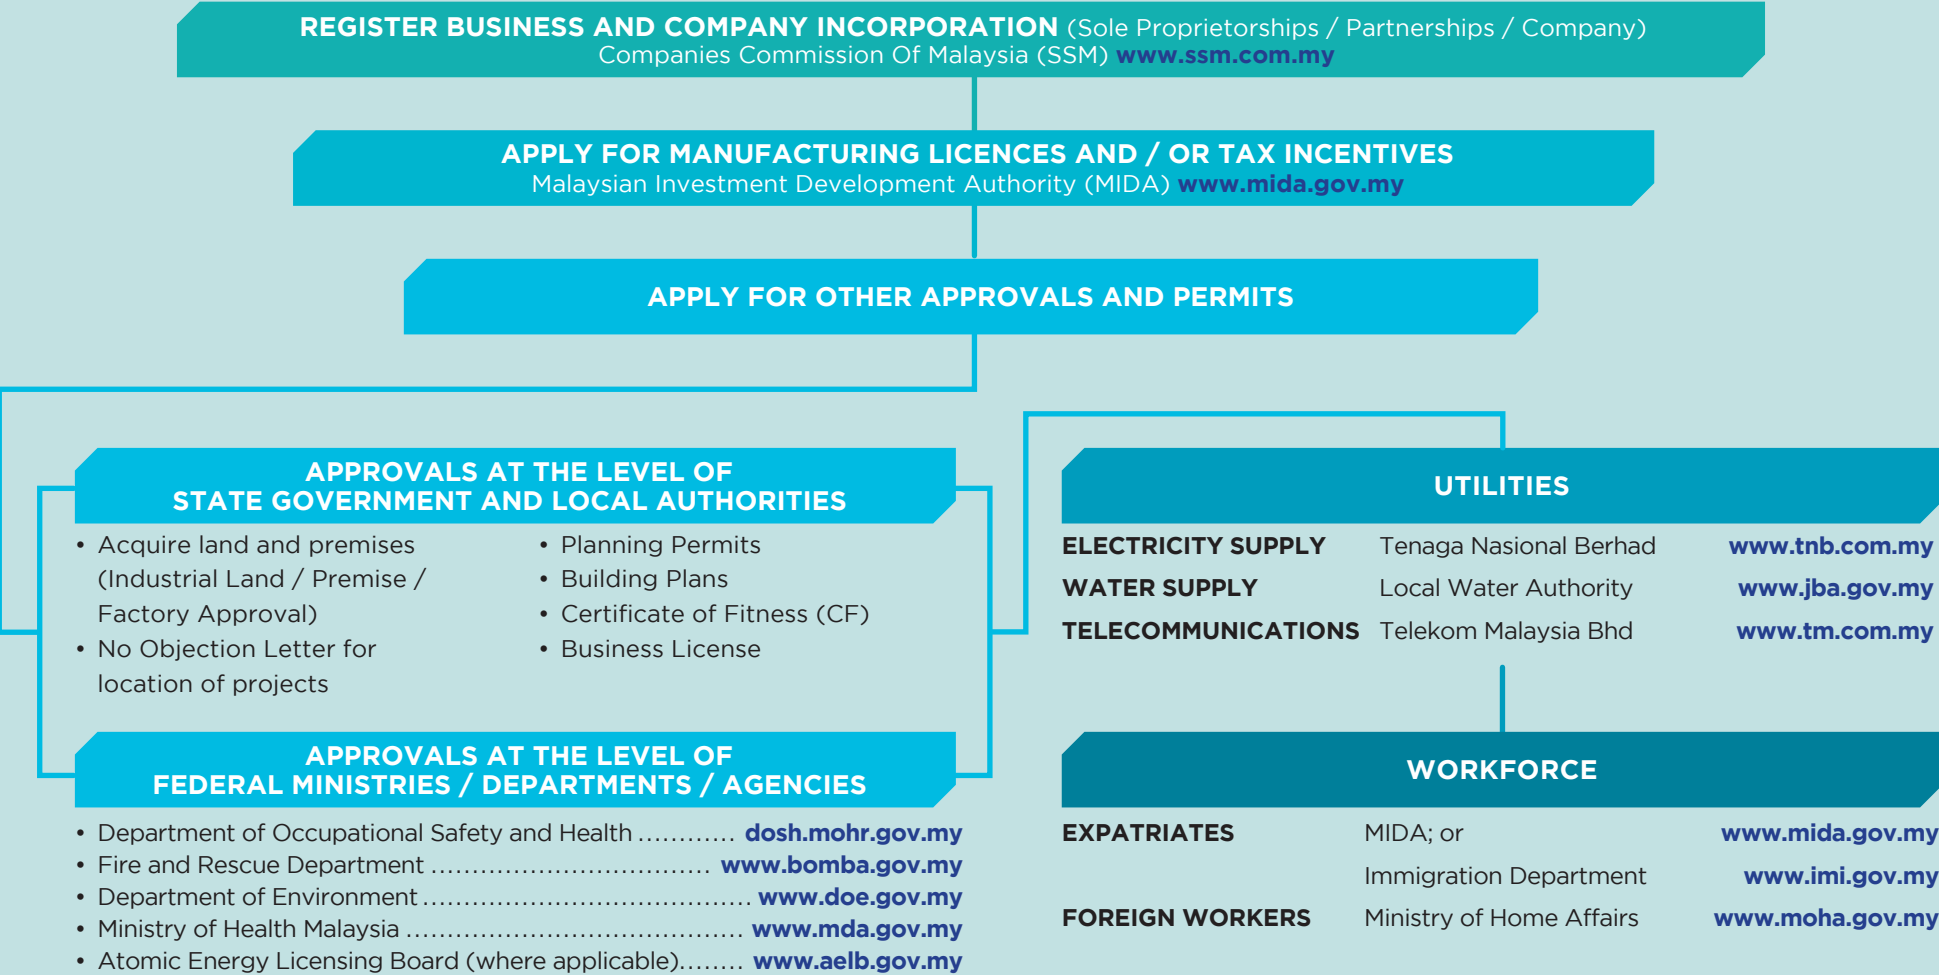 REGISTER BUSINESS AND COMPANY INCORPORATION (Sole Proprietorships / Partnerships / Company)
Companies Commission Of Malaysia (SSM) www.ssm.com.my
APPLY FOR MANUFACTURING LICENCES AND / OR TAX INCENTIVES
Malaysian Investment Development Authority (MIDA) www.mida.gov.my
APPLY FOR OTHER APPROVALS AND PERMITS
APPROVALS AT THE LEVEL OF
STATE GOVERNMENT AND LOCAL AUTHORITIES
• Acquire land and premises
(Industrial Land / Premise /
Factory Approval)
• No Objection Letter for
location of projects
• Planning Permits
• Building Plans
• Certificate of Fitness (CF)
• Business License
APPROVALS AT THE LEVEL OF
FEDERAL MINISTRIES / DEPARTMENTS / AGENCIES
• Department of Occupational Safety and Health ............ dosh.mohr.gov.my
• Fire and Rescue Department ................................ www.bomba.gov.my
• Department of Environment ..................................... www.doe.gov.my
• Ministry of Health Malaysia ...................................... www.mda.gov.my
• Atomic Energy Licensing Board (where applicable)........ www.aelb.gov.my
UTILITIES
ELECTRICITY SUPPLY Tenaga Nasional Berhad www.tnb.com.my
WATER SUPPLY Local Water Authority www.jba.gov.my
TELECOMMUNICATIONS Telekom Malaysia Bhd www.tm.com.my
WORKFORCE
EXPATRIATES MIDA; or www.mida.gov.my
Immigration Department www.imi.gov.my
FOREIGN WORKERS Ministry of Home Affairs www.moha.gov.my